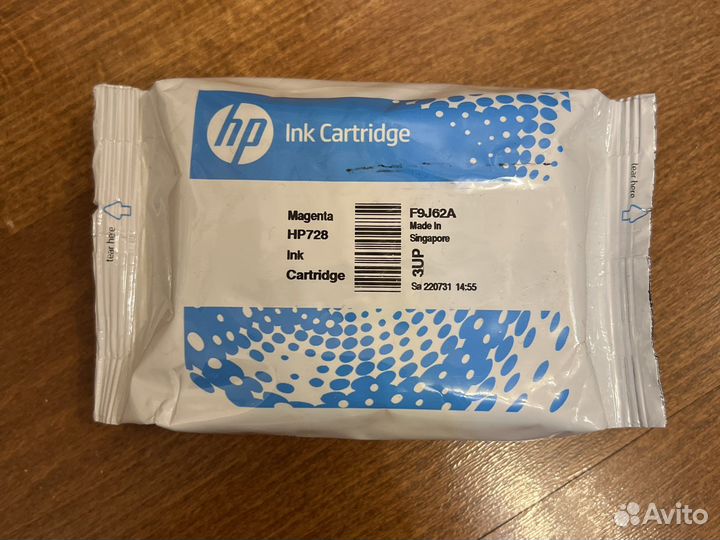 hp Ink Cartridge
Magenta
HP728
Ink
Cartridge
F9J62A
Made In
Singapore
3UP
Sa 220731 14:55
tear here
tear here
Avito